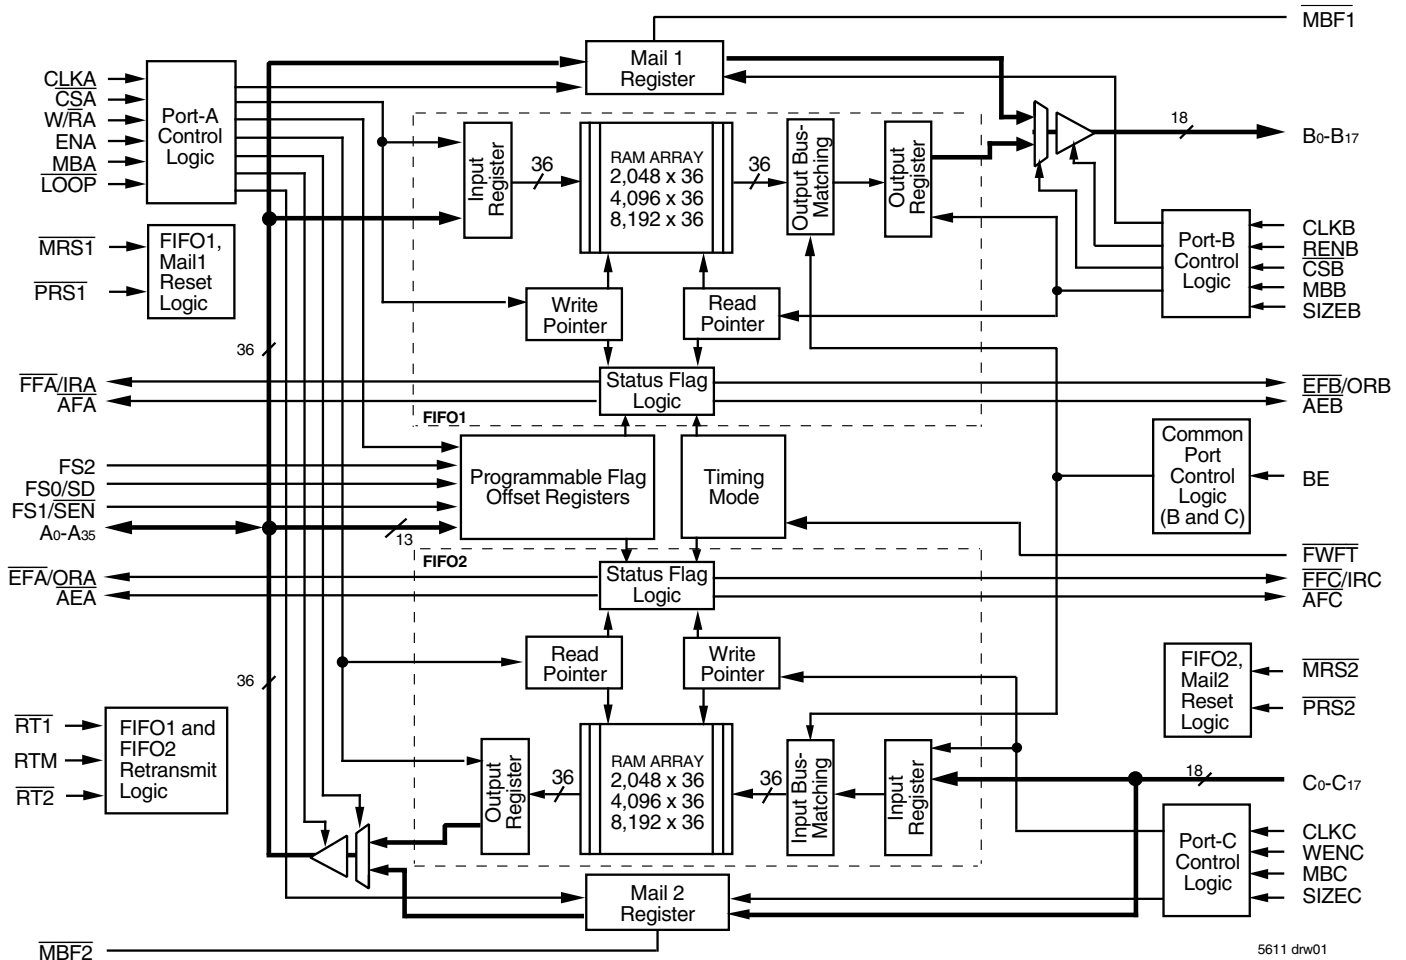 MBF1
Mail 1
Register
CLKA
CSA
W/RA
ENA
MBA
LOOP
Port-A
Control
Logic
MRS1
PRS1
FIFO1,
Mail1
Reset
Logic
36
Input
Register
36
RAM ARRAY
2,048 x 36
4,096 x 36
8,192 x 36
36
Output Bus-
Matching
Output
Register
18
B0-B17
Port-B
Control
Logic
CLKB
RENB
CSB
MBB
SIZEB
Write
Pointer
Read
Pointer
Status Flag
Logic
FIFO1
FFA/IRA
AFA
EFB/ORB
AEB
FS2
FS0/SD
FS1/SEN
A0-A35
13
Programmable Flag
Offset Registers
Timing
Mode
Common
Port
Control
Logic
(B and C)
BE
FWFT
FIFO2
EFA/ORA
AEA
Status Flag
Logic
FFC/IRC
AFC
Read
Pointer
Write
Pointer
36
FIFO2,
Mail2
Reset
Logic
MRS2
PRS2
RT1
RTM
RT2
FIFO1 and
FIFO2
Retransmit
Logic
Output
Register
36
RAM ARRAY
2,048 x 36
4,096 x 36
8,192 x 36
36
Input Bus-
Matching
Input
Register
18
C0-C17
Port-C
Control
Logic
CLKC
WENC
MBC
SIZEC
Mail 2
Register
MBF2
5611 drw01